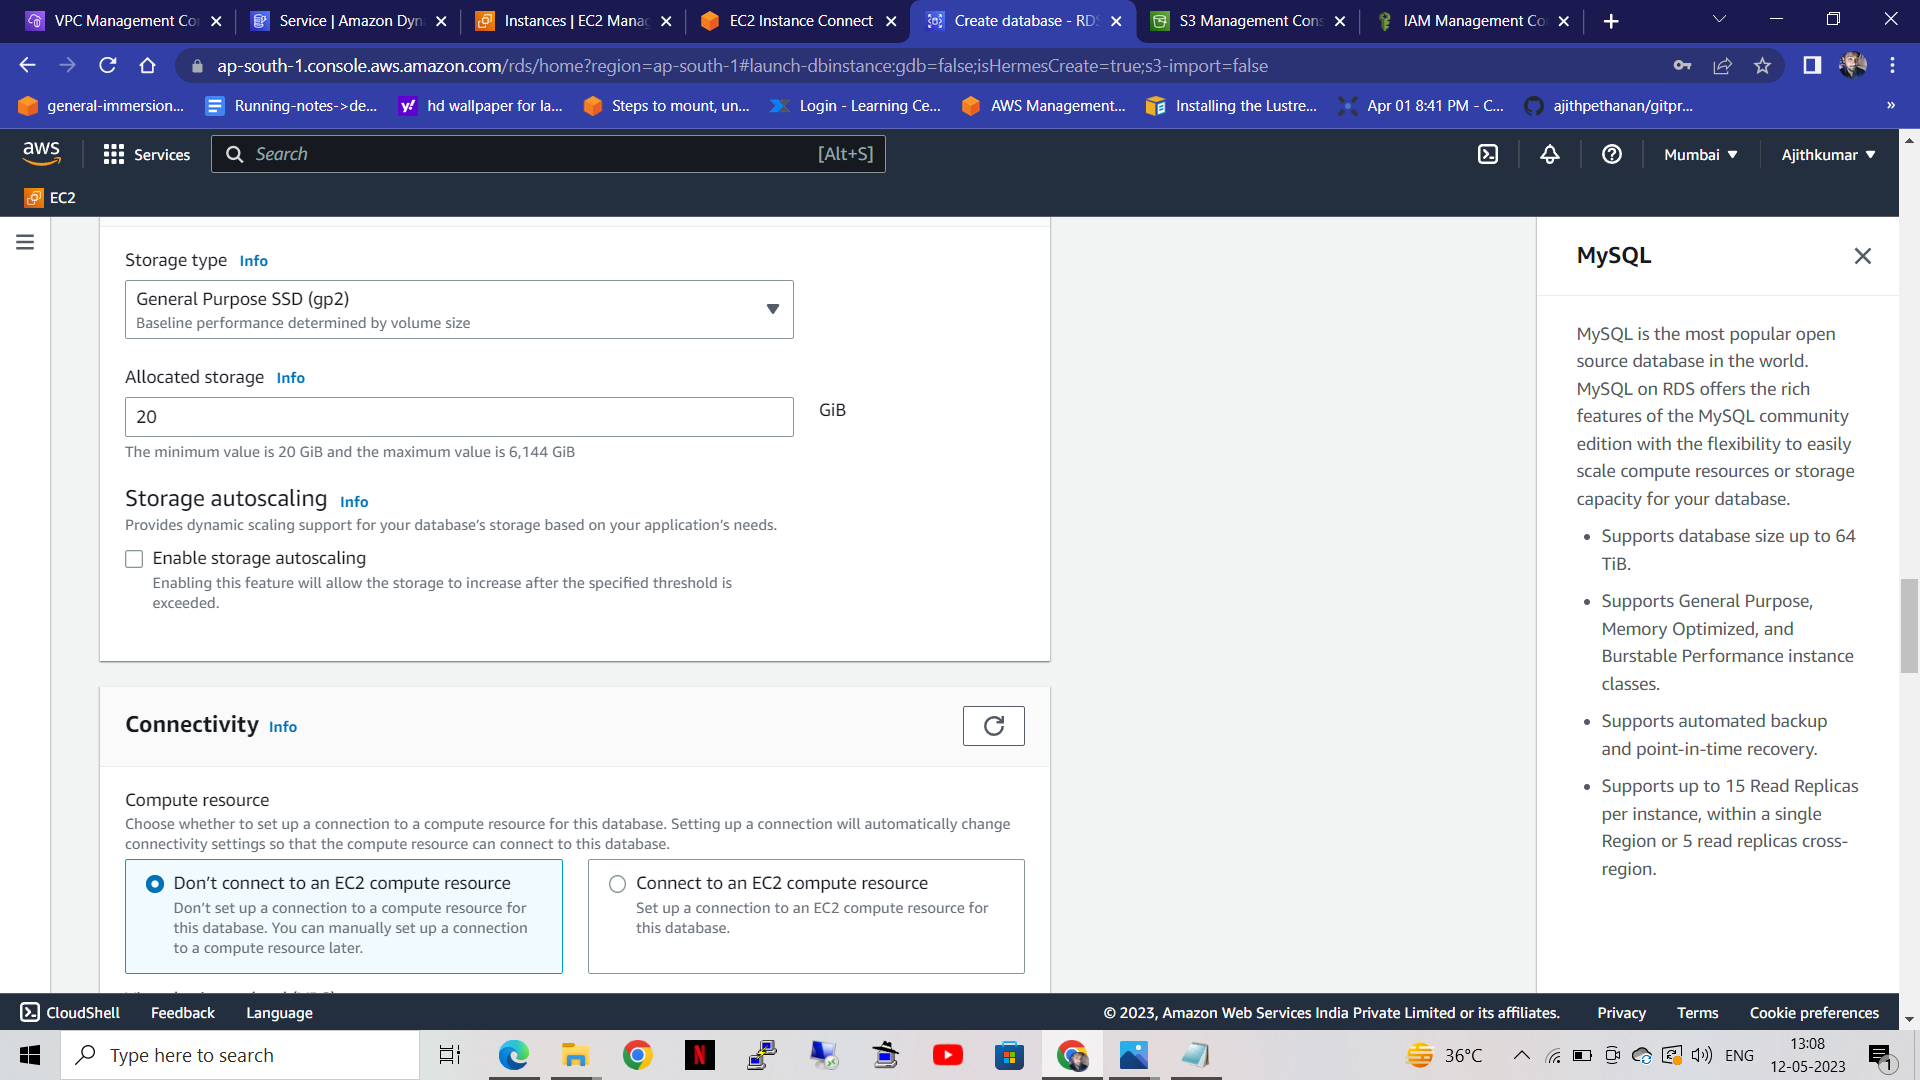 VPC Management Co
Service | Amazon Dyn
Instances | EC2 Mana
EC2 Instance Connect
Create database - RDS
S3 Management Cons
IAM Management Co
ap-south-1.console.aws.amazon.com/rds/home?region=ap-south-1#launch-dbinstance:gdb=false;isHermesCreate=true;s3-import=false
general-immersion...
Running-notes->de...
hd wallpaper for la...
Steps to mount, un...
Login - Learning Ce...
AWS Management...
Installing the Lustre...
Apr 01 8:41 PM - C...
ajithpethanan/gitpr...
»
aws
Services
Search
[Alt+S]
Mumbai
Ajithkumar
EC2
Storage type Info
General Purpose SSD (gp2)
Baseline performance determined by volume size
Allocated storage Info
20
GiB
The minimum value is 20 GiB and the maximum value is 6,144 GiB
Storage autoscaling Info
Provides dynamic scaling support for your database's storage based on your application's needs.
Enable storage autoscaling
Enabling this feature will allow the storage to increase after the specified threshold is
exceeded.
Connectivity Info
Compute resource
Choose whether to set up a connection to a compute resource for this database. Setting up a connection will automatically change
connectivity settings so that the compute resource can connect to this database.
Don't connect to an EC2 compute resource
Don't set up a connection to a compute resource for
this database. You can manually set up a connection
to a compute resource later.
Connect to an EC2 compute resource
Set up a connection to an EC2 compute resource for
this database.
MySQL
MySQL is the most popular open
source database in the world.
MySQL on RDS offers the rich
features of the MySQL community
edition with the flexibility to easily
scale compute resources or storage
capacity for your database.
• Supports database size up to 64
TiB.
• Supports General Purpose,
Memory Optimized, and
Burstable Performance instance
classes.
• Supports automated backup
and point-in-time recovery.
• Supports up to 15 Read Replicas
per instance, within a single
Region or 5 read replicas cross-
region.
CloudShell
Feedback
Language
© 2023, Amazon Web Services India Private Limited or its affiliates.
Privacy
Terms
Cookie preferences
Type here to search
36°C
ENG
13:08
12-05-2023
1